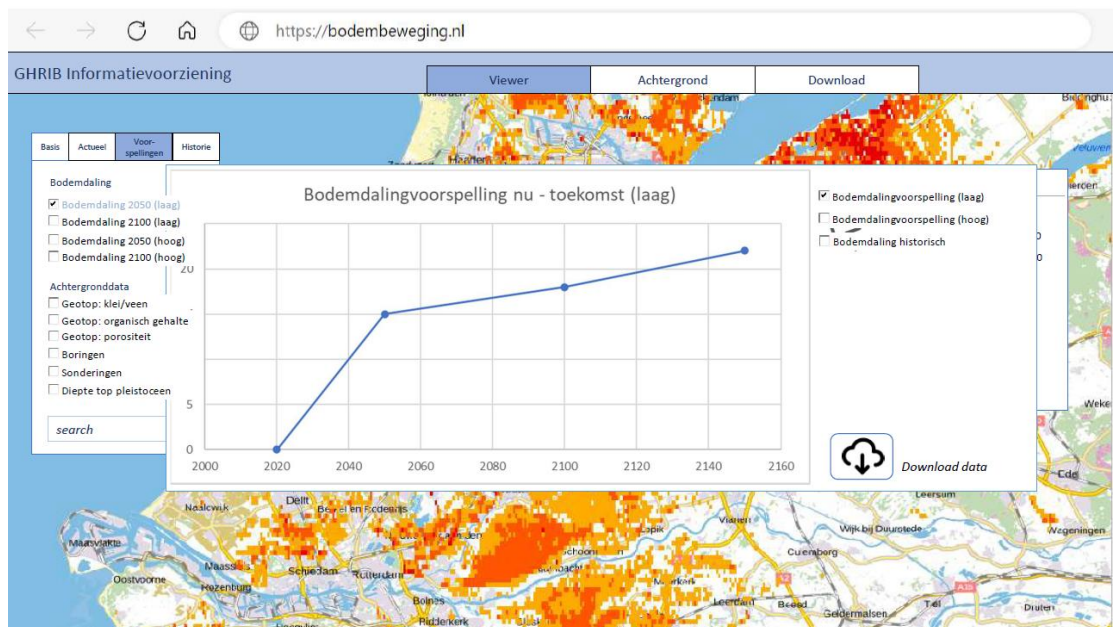 https://bodembeweging.nl
GHRIB Informatievoorziening
Viewer
Achtergrond
Download
Basis
Actueel
Voor-
spellingen
Historie
Bodemdaling
Bodemdaling 2050 (laag)
Bodemdaling 2100 (laag)
Bodemdaling 2050 (hoog)
Bodemdaling 2100 (hoog)
Achtergronddata
Geotop: klei/veen
Geotop: organisch gehalte
Geotop: porositeit
Boringen
Sonderingen
Diepte top pleistoceen
search
Bodemdalingvoorspelling nu - toekomst (laag)
20
5
0
2000 2020 2040 2060 2080 2100 2120 2140 2160
Bodemdalingvoorspelling (laag)
Bodemdalingvoorspelling (hoog)
Bodemdaling historisch
Download data
Ede
Leersum
Naaldwijk
Delft
Vianen
Wijk bij Duurstede
Wageningen
Maasvlakte
Culemborg
Oostvoorne
Schiedam
Rotterdam
Rozenburg
Leerdam
Beesd
Tiel
Druten
Geldermalsen
Ridderkerk